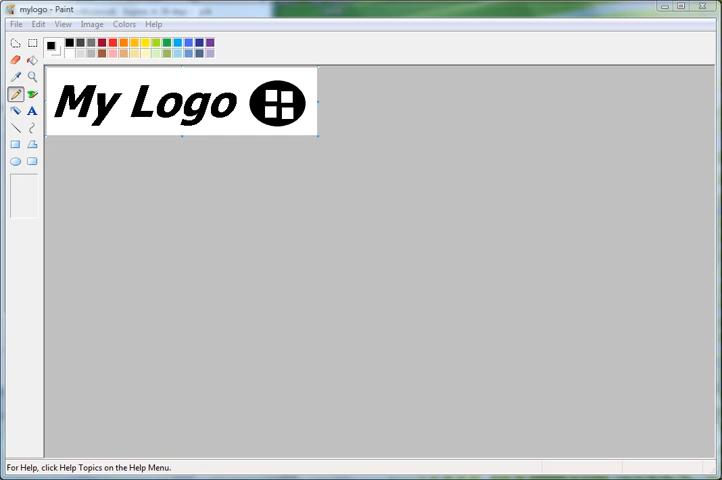 mylogo - Paint
File Edit View Image Colors Help
A
My Logo
For Help, click Help Topics on the Help Menu.